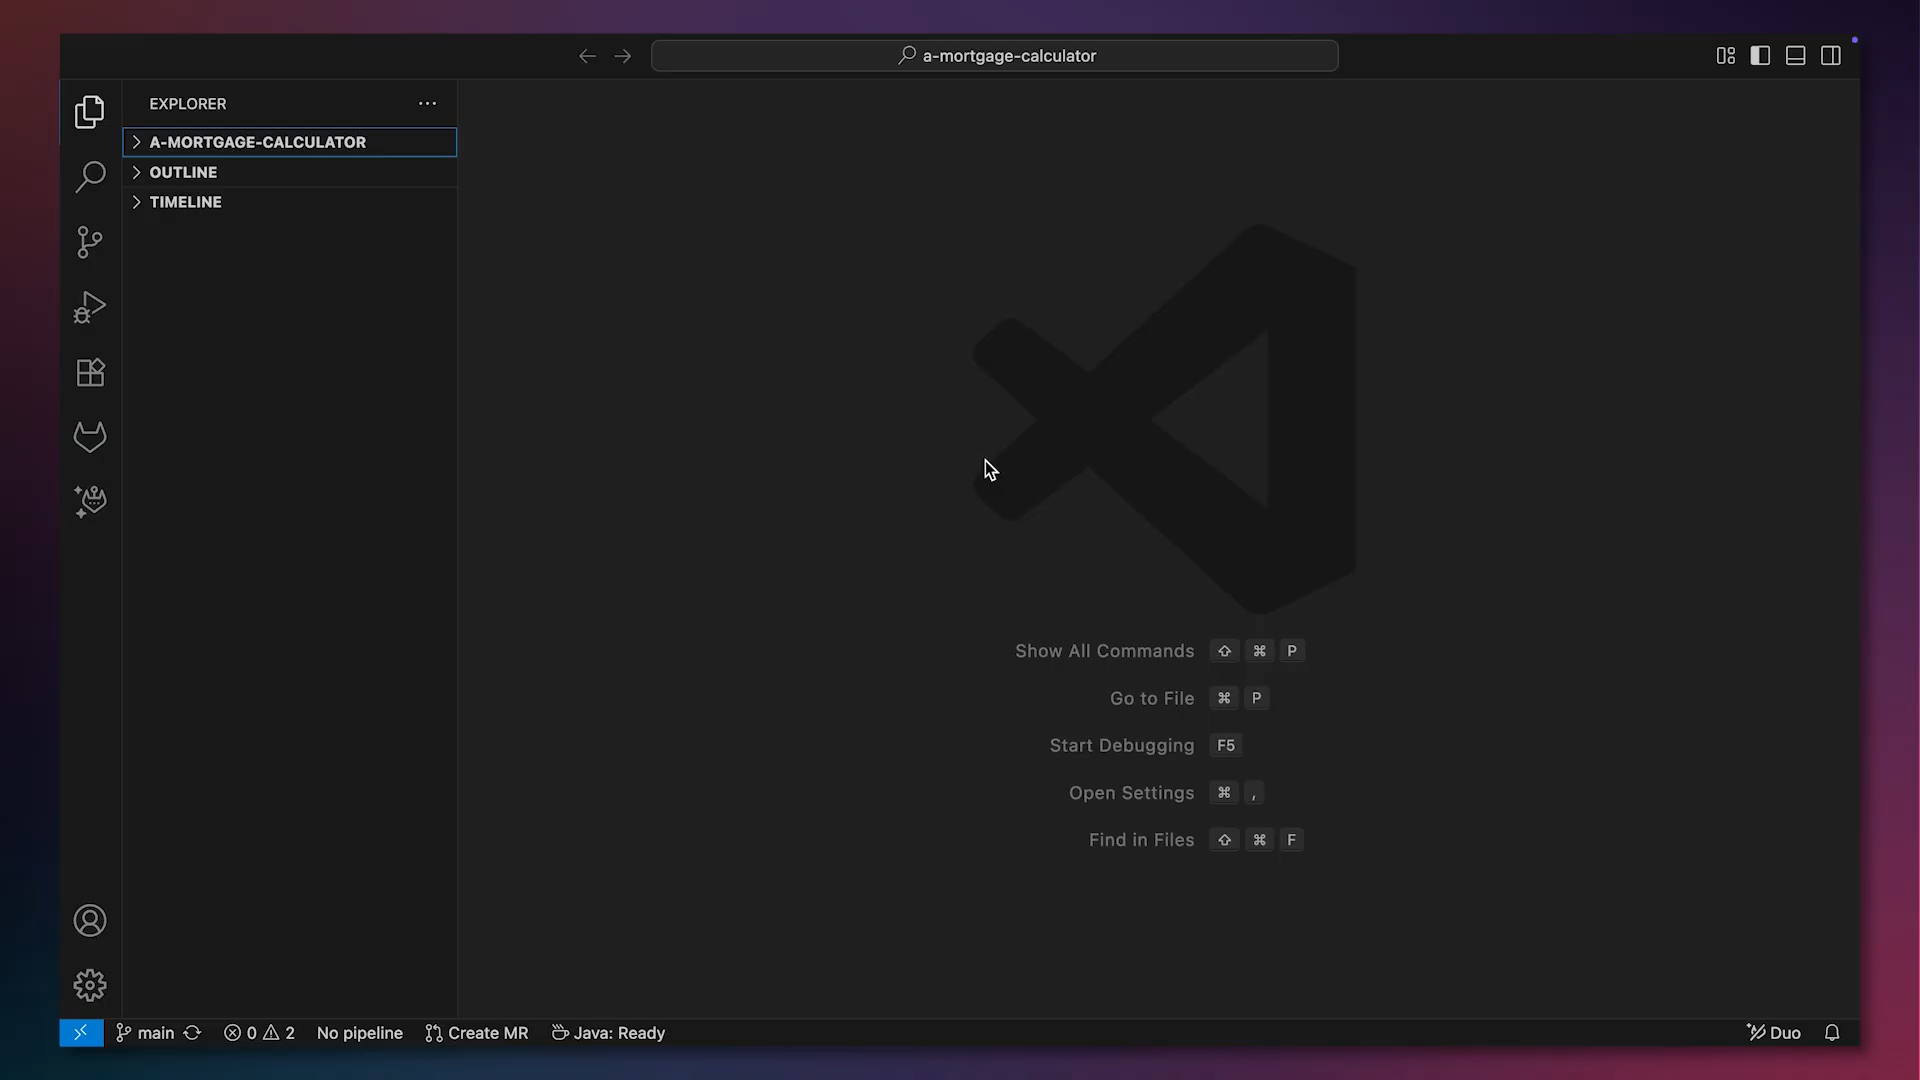 a-mortgage-calculator
EXPLORER
A-MORTGAGE-CALCULATOR
OUTLINE
TIMELINE
Show All Commands ⇧ ⌘ P
Go to File ⌘ P
Start Debugging F5
Open Settings ⌘ ,
Find in Files ⇧ ⌘ F
main 0 2 No pipeline Create MR Java: Ready Duo